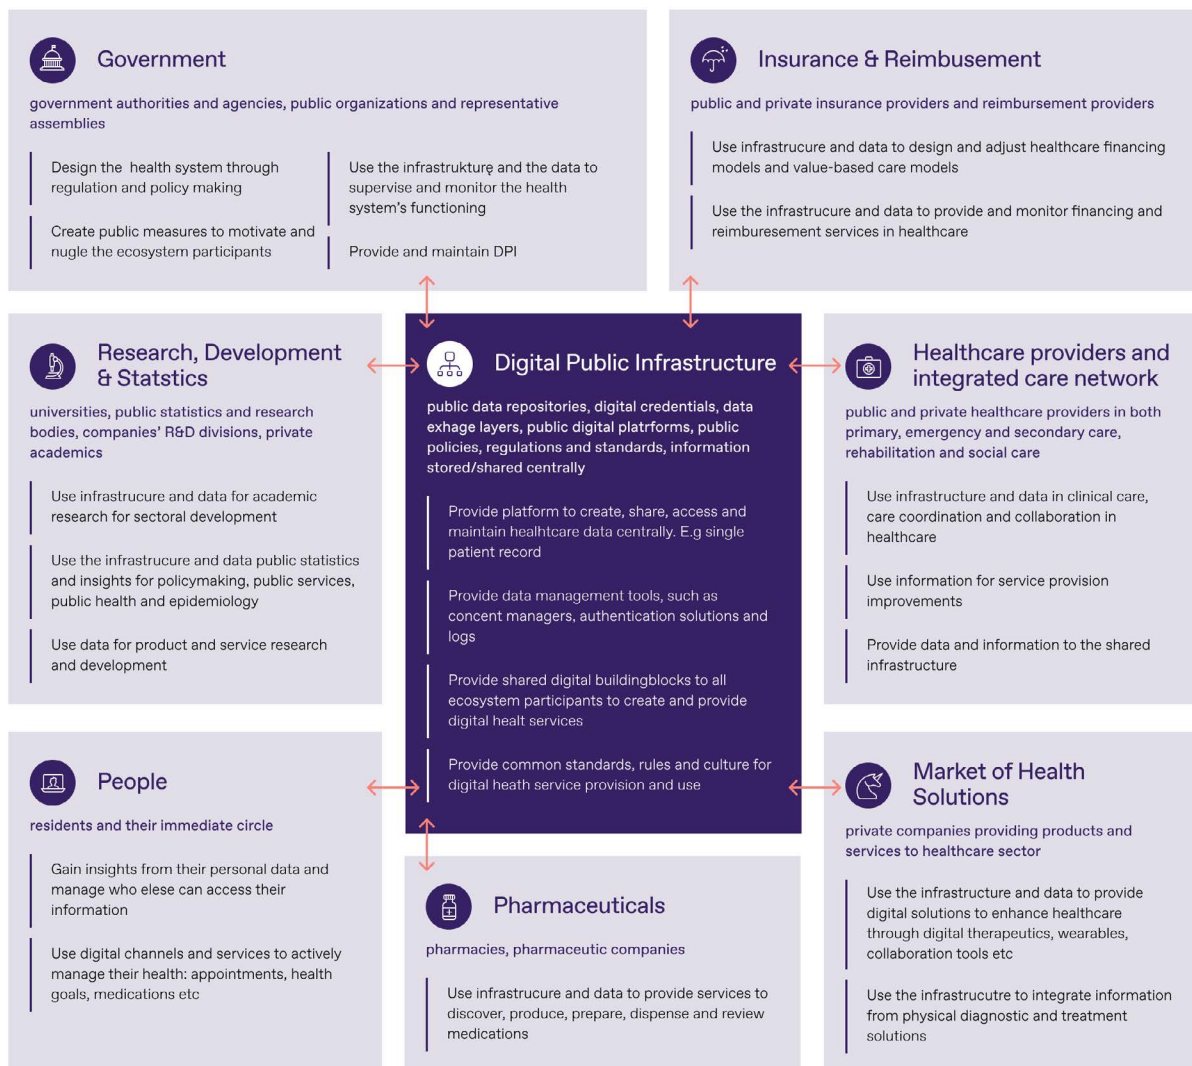 Government
government authorities and agencies, public organizations and representative
assemblies
Design the health system through
regulation and policy making
Create public measures to motivate and
nugle the ecosystem participants
Use the infrastrukturę and the data to
supervise and monitor the health
system's functioning
Provide and maintain DPI
Insurance & Reimbusement
public and private insurance providers and reimbursement providers
Use infrastrucure and data to design and adjust healthcare financing
models and value-based care models
Use the infrastrucure and data to provide and monitor financing and
reimburesement services in healthcare
Research, Development
& Statstics
universities, public statistics and research
bodies, companies' R&D divisions, private
academics
Use infrastrucure and data for academic
research for sectoral development
Use the infrastrucure and data public statistics
and insights for policymaking, public services,
public health and epidemiology
Use data for product and service research
and development
Digital Public Infrastructure
public data repositories, digital credentials, data
exhage layers, public digital platrforms, public
policies, regulations and standards, information
stored/shared centrally
Provide platform to create, share, access and
maintain healhtcare data centrally. E.g single
patient record
Provide data management tools, such as
concent managers, authentication solutions and
logs
Provide shared digital buildingblocks to all
ecosystem participants to create and provide
digital healt services
Provide common standards, rules and culture for
digital heath service provision and use
Healthcare providers and
integrated care network
public and private healthcare providers in both
primary, emergency and secondary care,
rehabilitation and social care
Use infrastructure and data in clinical care,
care coordination and collaboration in
healthcare
Use information for service provision
improvements
Provide data and information to the shared
infrastructure
People
residents and their immediate circle
Gain insights from their personal data and
manage who elese can access their
information
Use digital channels and services to actively
manage their health: appointments, health
goals, medications etc
Pharmaceuticals
pharmacies, pharmaceutic companies
Use infrastrucure and data to provide services to
discover, produce, prepare, dispense and review
medications
Market of Health
Solutions
private companies providing products and
services to healthcare sector
Use the infrastructure and data to provide
digital solutions to enhance healthcare
through digital therapeutics, wearables,
collaboration tools etc
Use the infrastrucutre to integrate information
from physical diagnostic and treatment
solutions